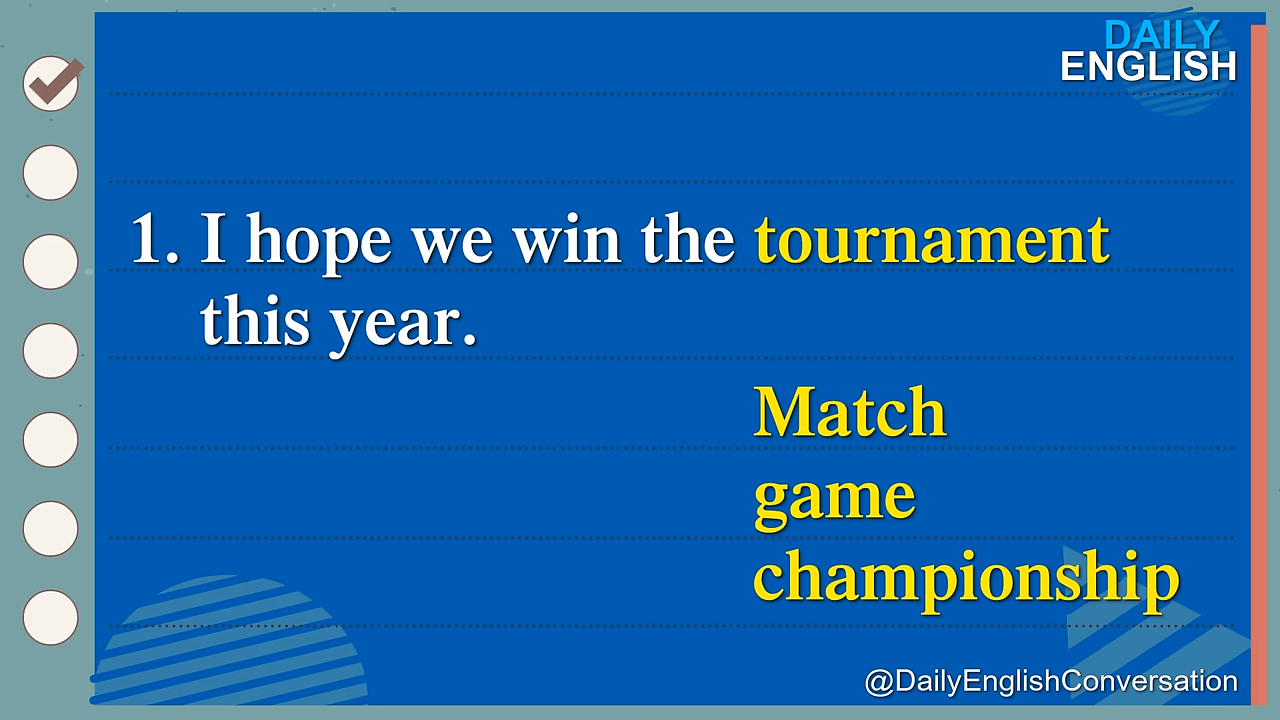 DAILY
ENGLISH
1. I hope we win the tournament
this year.
Match
game
championship
@DailyEnglishConversation